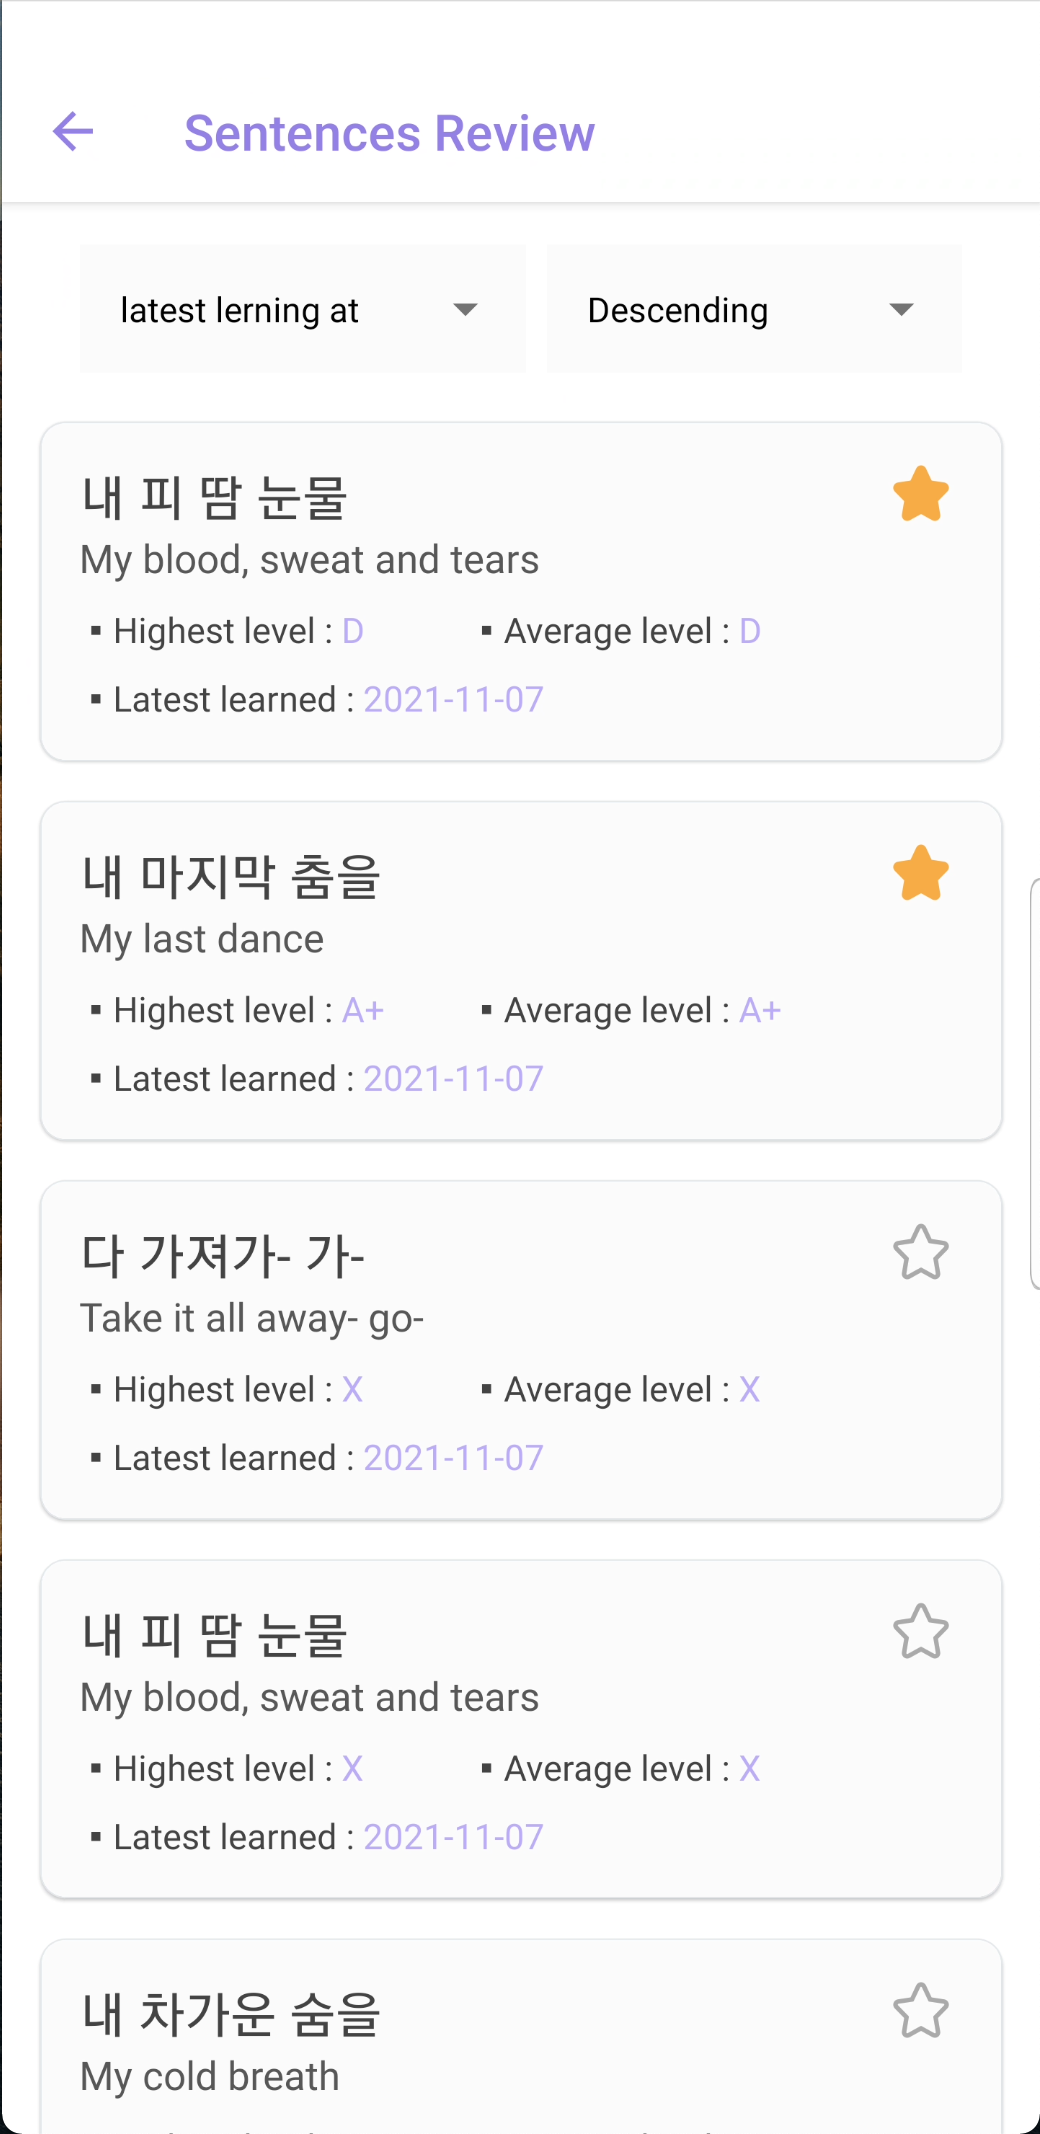 Sentences Review
latest lerning at
Descending
내 피 땀 눈물
My blood, sweat and tears
▪ Highest level : D ▪ Average level : D
▪ Latest learned : 2021-11-07
내 마지막 춤을
My last dance
▪ Highest level : A+ ▪ Average level : A+
▪ Latest learned : 2021-11-07
다 가져가- 가-
Take it all away- go-
▪ Highest level : X ▪ Average level : X
▪ Latest learned : 2021-11-07
내 피 땀 눈물
My blood, sweat and tears
▪ Highest level : X ▪ Average level : X
▪ Latest learned : 2021-11-07
내 차가운 숨을
My cold breath